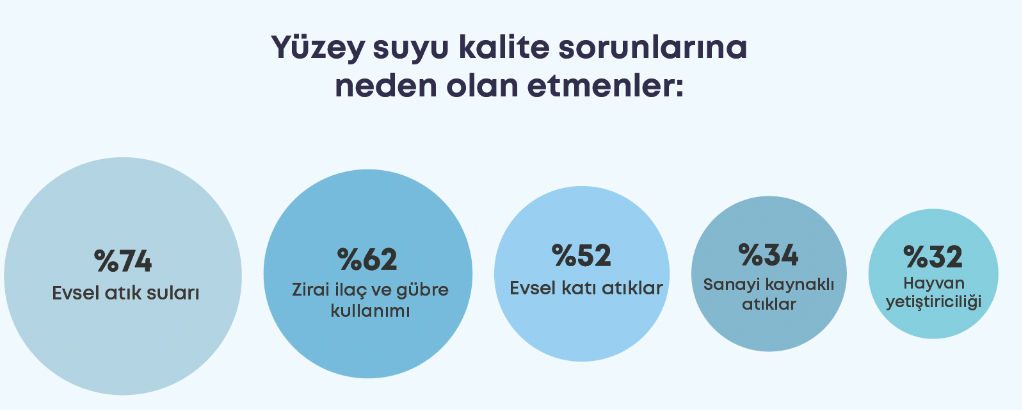 Yüzey suyu kalite sorunlarına
neden olan etmenler:
%74
Evsel atık suları
%62
Zirai ilaç ve gübre
kullanımı
%52
Evsel katı atıklar
%34
Sanayi kaynaklı
atıklar
%32
Hayvan
yetiştiriciliği